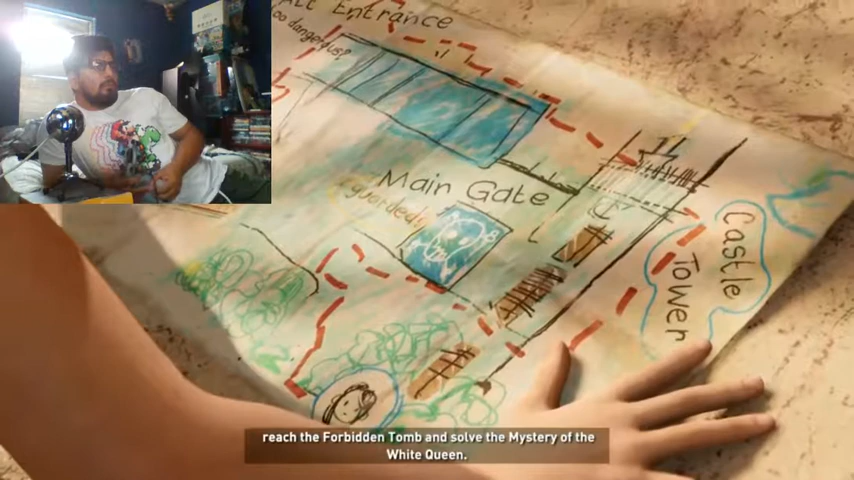 Alt Entrance
too dangerous?
Main Gate
guarded!
Castle
Tower
reach the Forbidden Tomb and solve the Mystery of the
White Queen.